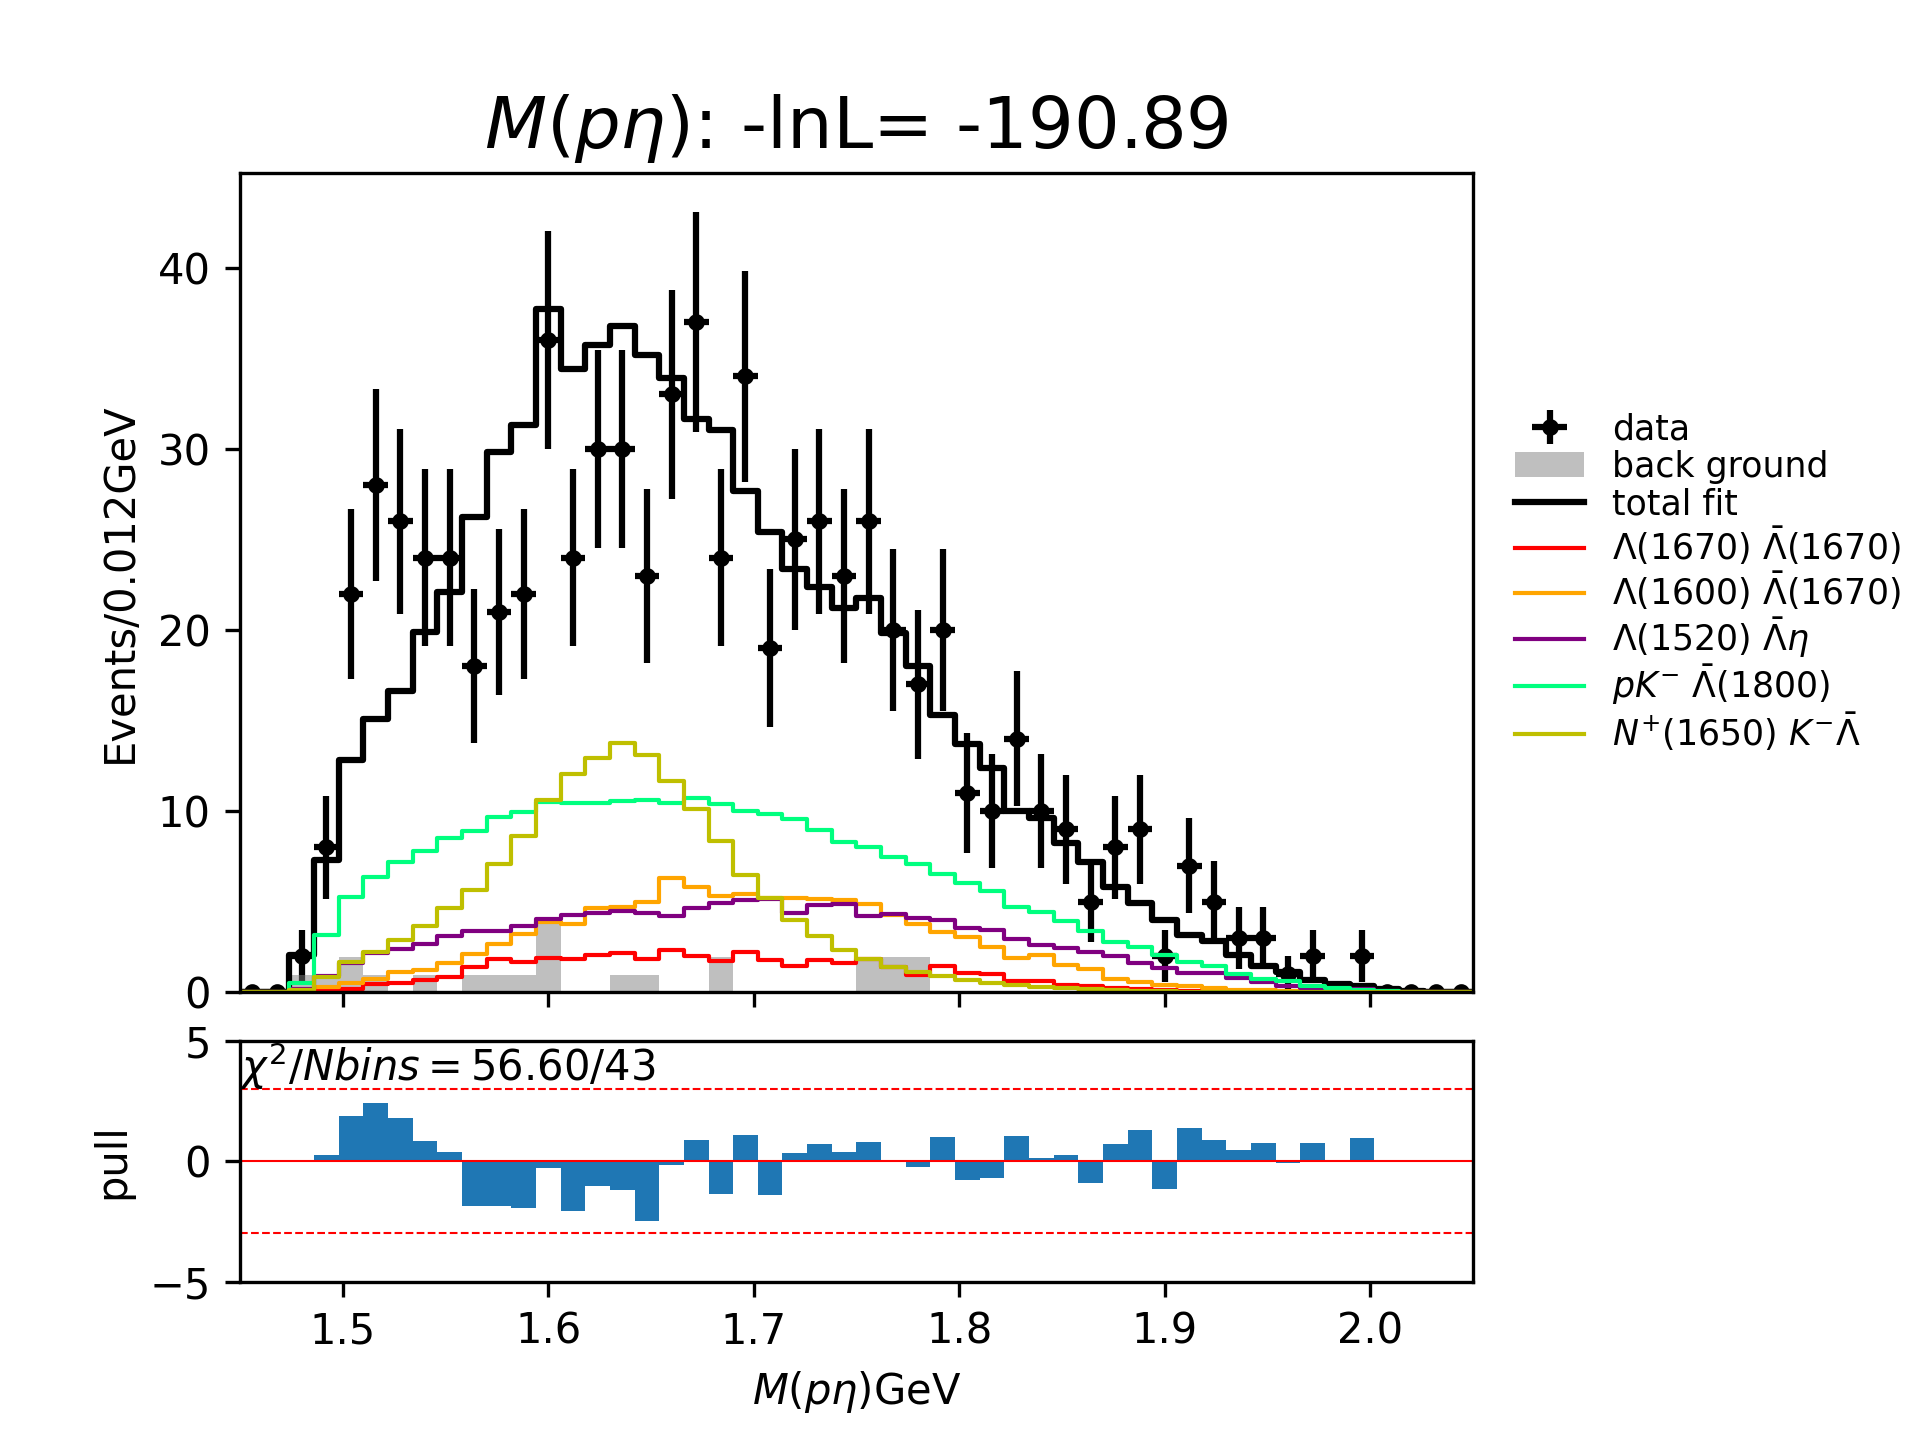 M(pη): -lnL= -190.89
Events/0.012GeV
40
30
20
10
0
data
back ground
total fit
Λ(1670) Λ̄(1670)
Λ(1600) Λ̄(1670)
Λ(1520) Λ̄η
pK⁻ Λ̄(1800)
N⁺(1650) K⁻Λ̄
χ²/Nbins = 56.60/43
pull
5
0
−5
1.5 1.6 1.7 1.8 1.9 2.0
M(pη)GeV